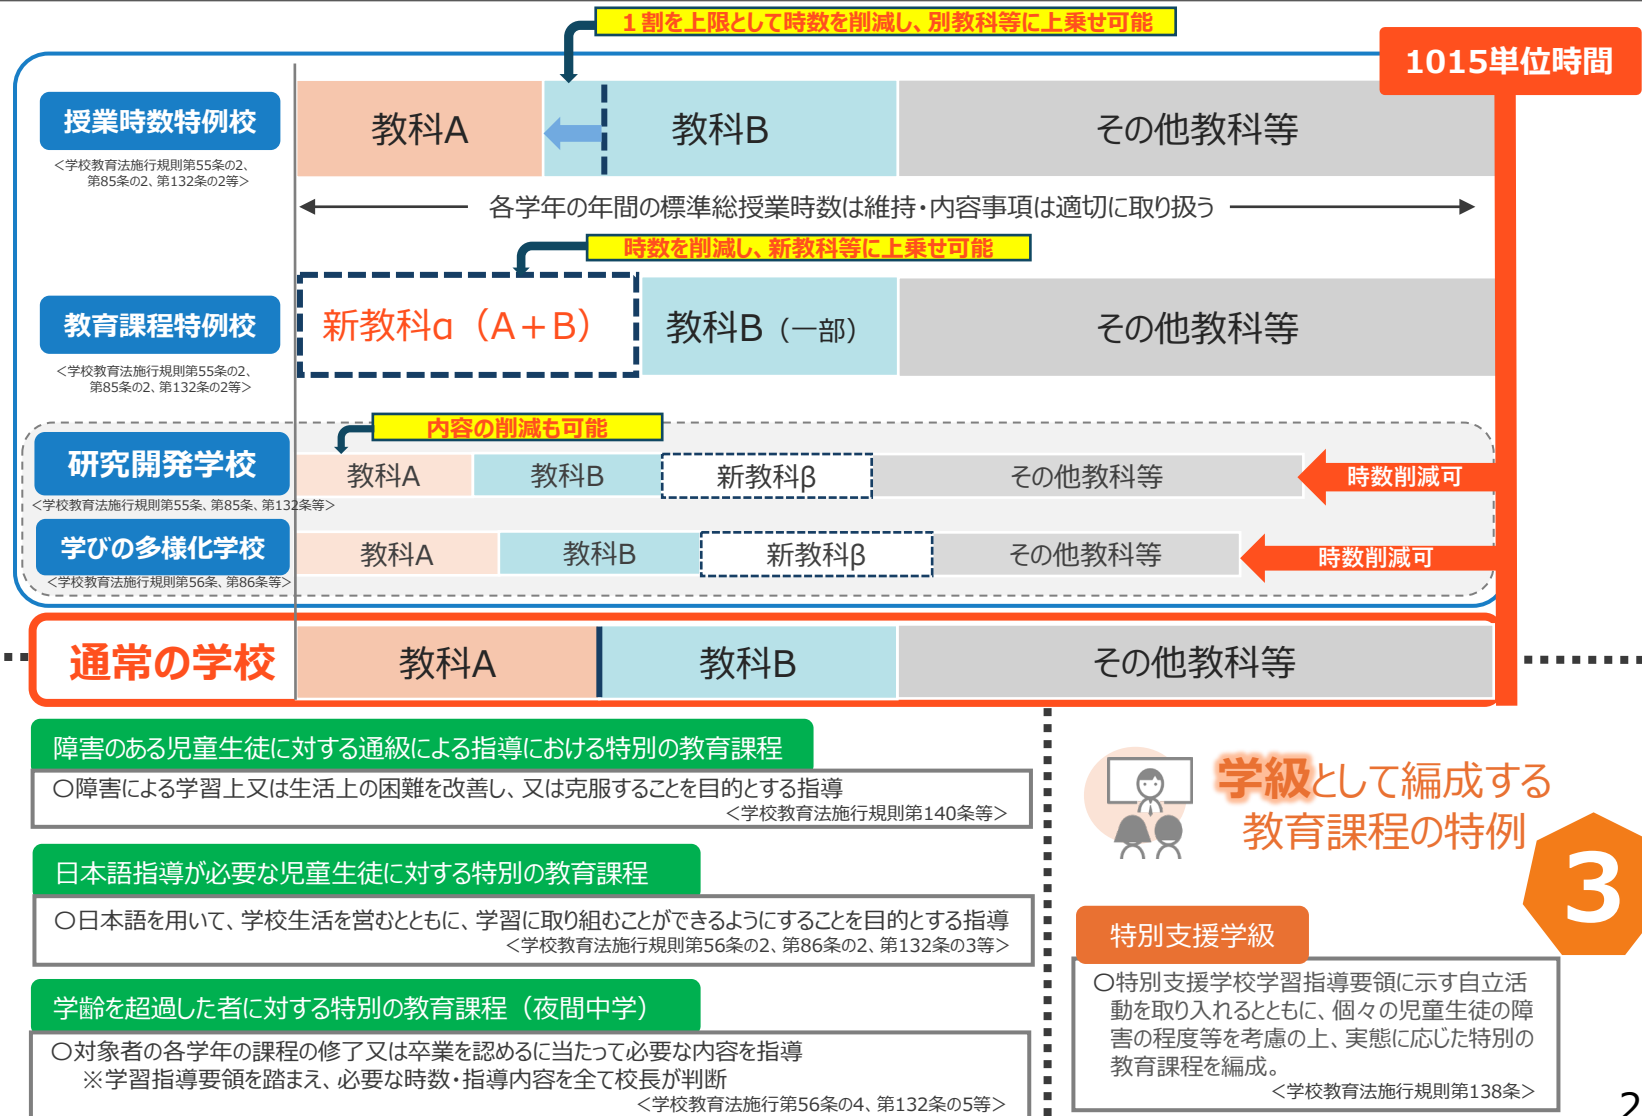 1割を上限として時数を削減し、別教科等に上乗せ可能
1015単位時間
授業時数特例校
<学校教育法施行規則第55条の2、
第85条の2、第132条の2等>
教科A
教科B
その他教科等
各学年の年間の標準総授業時数は維持・内容事項は適切に取り扱う
時数を削減し、新教科等に上乗せ可能
教育課程特例校
<学校教育法施行規則第55条の2、
第85条の2、第132条の2等>
新教科α（A＋B）
教科B（一部）
その他教科等
内容の削減も可能
研究開発学校
<学校教育法施行規則第55条、第85条、第132条等>
教科A
教科B
新教科β
その他教科等
時数削減可
学びの多様化学校
<学校教育法施行規則第56条、第86条等>
教科A
教科B
新教科β
その他教科等
時数削減可
通常の学校
教科A
教科B
その他教科等
障害のある児童生徒に対する通級による指導における特別の教育課程
○障害による学習上又は生活上の困難を改善し、又は克服することを目的とする指導
<学校教育法施行規則第140条等>
日本語指導が必要な児童生徒に対する特別の教育課程
○日本語を用いて、学校生活を営むとともに、学習に取り組むことができるようにすることを目的とする指導
<学校教育法施行規則第56条の2、第86条の2、第132条の3等>
学齢を超過した者に対する特別の教育課程（夜間中学）
○対象者の各学年の課程の修了又は卒業を認めるに当たって必要な内容を指導
※学習指導要領を踏まえ、必要な時数・指導内容を全て校長が判断
<学校教育法施行第56条の4、第132条の5等>
学級として編成する
教育課程の特例
3
特別支援学級
○特別支援学校学習指導要領に示す自立活
動を取り入れるとともに、個々の児童生徒の障
害の程度等を考慮の上、実態に応じた特別の
教育課程を編成。
<学校教育法施行規則第138条>
2